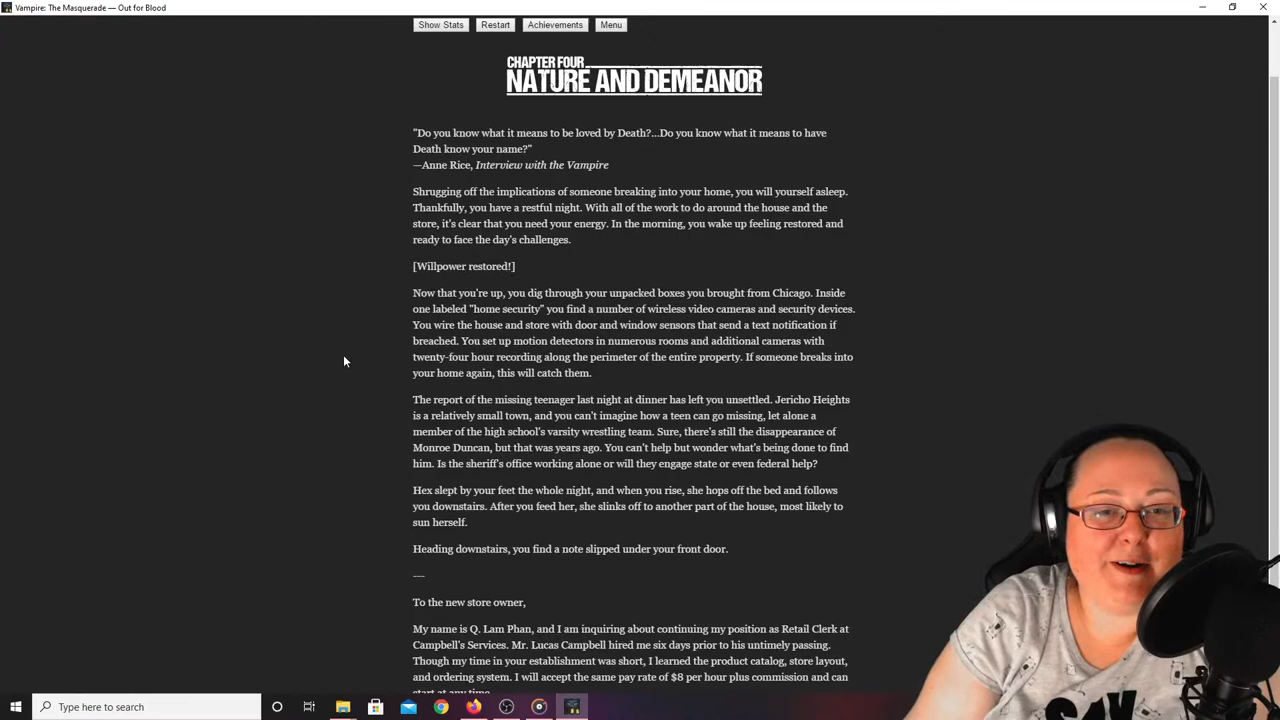 Vampire: The Masquerade — Out for Blood
Show Stats Restart Achievements Menu
CHAPTER FOUR
NATURE AND DEMEANOR
"Do you know what it means to be loved by Death?...Do you know what it means to have
Death know your name?"
—Anne Rice, Interview with the Vampire
Shrugging off the implications of someone breaking into your home, you will yourself asleep.
Thankfully, you have a restful night. With all of the work to do around the house and the
store, it's clear that you need your energy. In the morning, you wake up feeling restored and
ready to face the day's challenges.
[Willpower restored!]
Now that you're up, you dig through your unpacked boxes you brought from Chicago. Inside
one labeled "home security" you find a number of wireless video cameras and security devices.
You wire the house and store with door and window sensors that send a text notification if
breached. You set up motion detectors in numerous rooms and additional cameras with
twenty-four hour recording along the perimeter of the entire property. If someone breaks into
your home again, this will catch them.
The report of the missing teenager last night at dinner has left you unsettled. Jericho Heights
is a relatively small town, and you can't imagine how a teen can go missing, let alone a
member of the high school's varsity wrestling team. Sure, there's still the disappearance of
Monroe Duncan, but that was years ago. You can't help but wonder what's being done to find
him. Is the sheriff's office working alone or will they engage state or even federal help?
Hex slept by your feet the whole night, and when you rise, she hops off the bed and follows
you downstairs. After you feed her, she slinks off to another part of the house, most likely to
sun herself.
Heading downstairs, you find a note slipped under your front door.
—
To the new store owner,
My name is Q. Lam Phan, and I am inquiring about continuing my position as Retail Clerk at
Campbell's Services. Mr. Lucas Campbell hired me six days prior to his untimely passing.
Though my time in your establishment was short, I learned the product catalog, store layout,
and ordering system. I will accept the same pay rate of $8 per hour plus commission and can
start at any time.
Type here to search
SAY